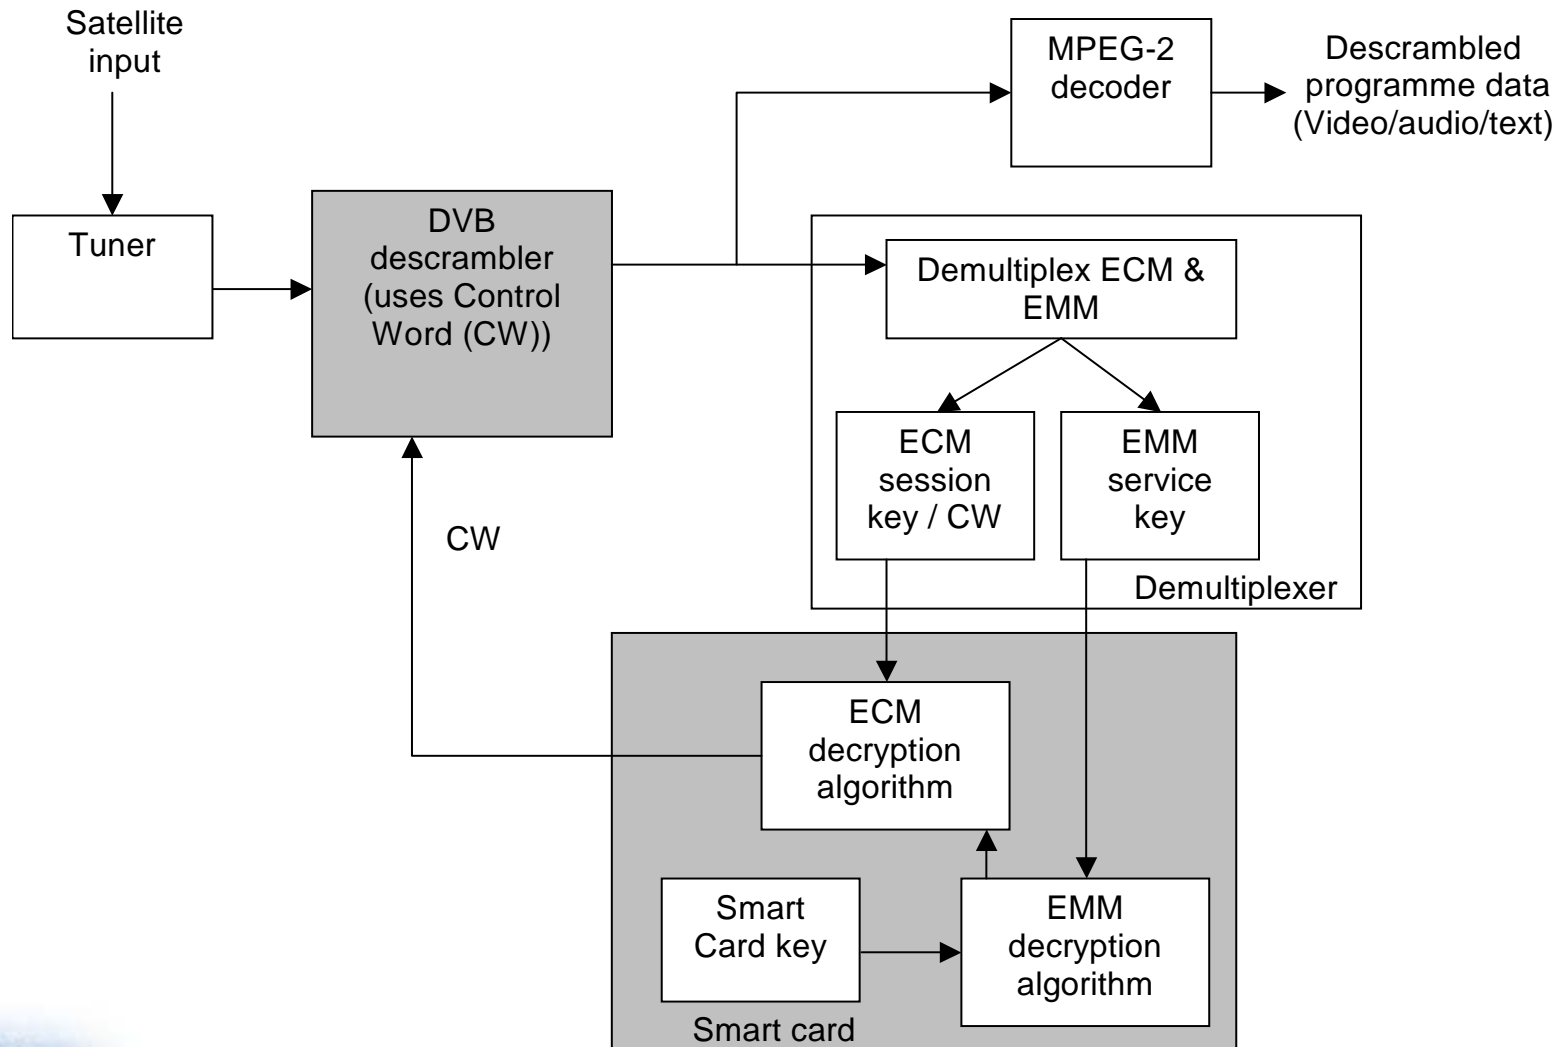 Satellite
input
Tuner
DVB
descrambler
(uses Control
Word (CW))
MPEG-2
decoder
Descrambled
programme data
(Video/audio/text)
Demultiplex ECM &
EMM
ECM
session
key / CW
EMM
service
key
Demultiplexer
CW
ECM
decryption
algorithm
Smart
Card key
EMM
decryption
algorithm
Smart card